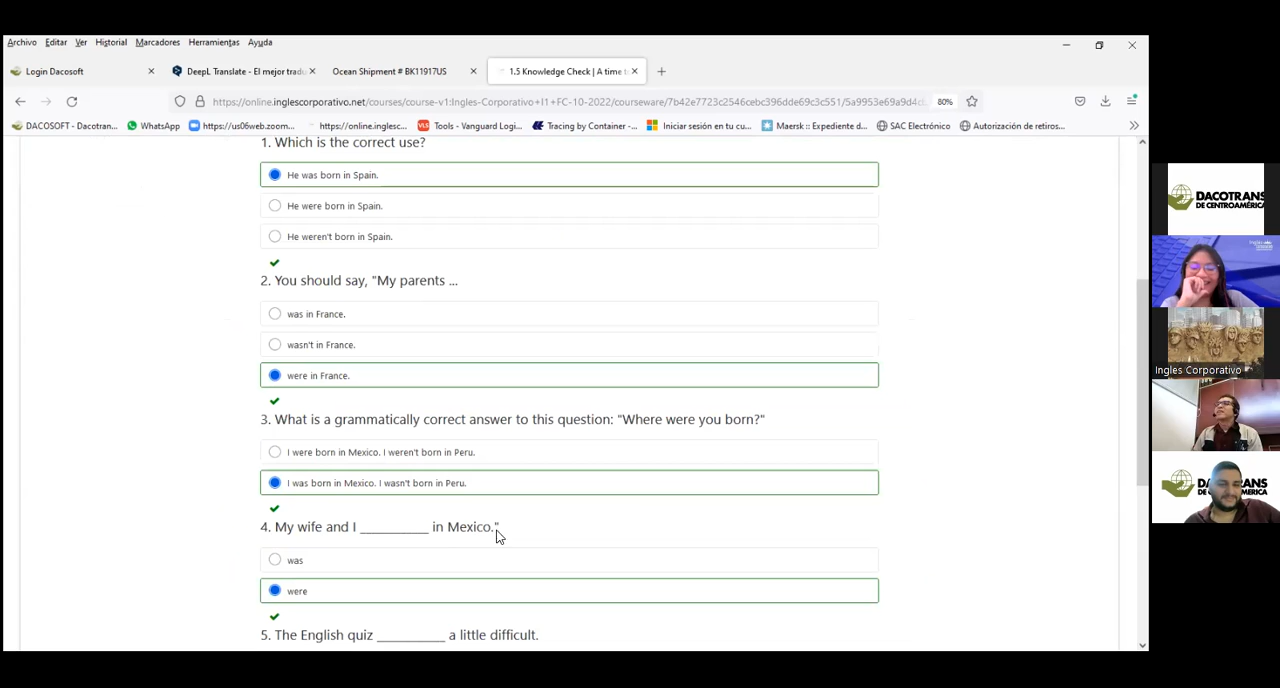 Archivo Editar Ver Historial Marcadores Herramientas Ayuda
Login Dacosoft
DeepL Translate - El mejor tradu
Ocean Shipment # BK11917US
1.5 Knowledge Check | A time t
https://online.inglescorporativo.net/courses/course-v1:Ingles-Corporativo+I1+FC-10-2022/courseware/7b42e7723c2546cebc396dde69c3c551/5a9953e69a9d4d
80%
DACOSOFT - Dacotran...
WhatsApp
https://us06web.zoom...
https://online.inglesc...
Tools - Vanguard Logi...
Tracing by Container -...
Iniciar sesión en tu cu...
Maersk :: Expediente d...
SAC Electrónico
Autorización de retiros...
1. Which is the correct use?
He was born in Spain.
He were born in Spain.
He weren't born in Spain.
2. You should say, "My parents ...
was in France.
wasn't in France.
were in France.
3. What is a grammatically correct answer to this question: "Where were you born?"
I were born in Mexico. I weren't born in Peru.
I was born in Mexico. I wasn't born in Peru.
4. My wife and I __________ in Mexico."
was
were
5. The English quiz __________ a little difficult.
DACOTRANS
DE CENTROAMÉRICA
Ingles Corporativo